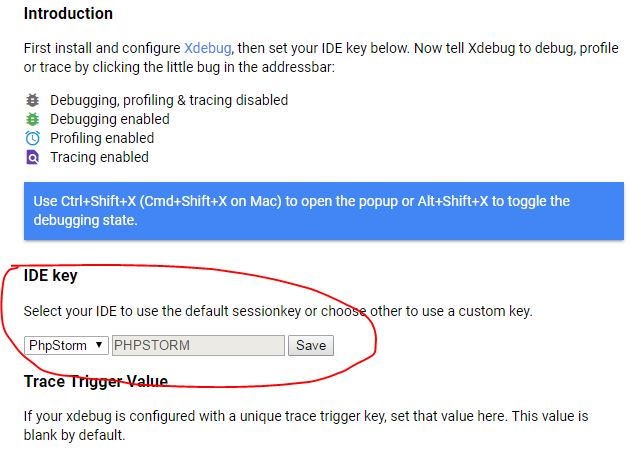 Introduction
First install and configure Xdebug, then set your IDE key below. Now tell Xdebug to debug, profile
or trace by clicking the little bug in the addressbar:
Debugging, profiling & tracing disabled
Debugging enabled
Profiling enabled
Tracing enabled
Use Ctrl+Shift+X (Cmd+Shift+X on Mac) to open the popup or Alt+Shift+X to toggle the
debugging state.
IDE key
Select your IDE to use the default sessionkey or choose other to use a custom key.
PhpStorm PHPSTORM Save
Trace Trigger Value
If your xdebug is configured with a unique trace trigger key, set that value here. This value is
blank by default.